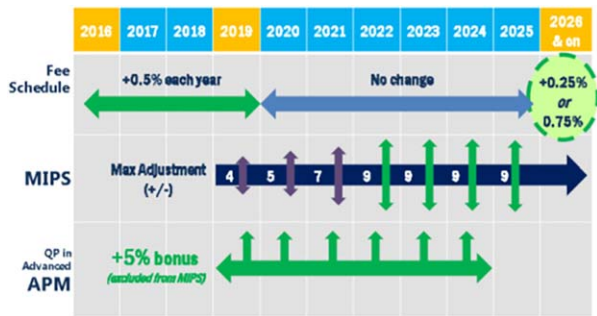 2016 2017 2018 2019 2020 2021 2022 2023 2024 2025 2026 & on
Fee Schedule
+0.5% each year
No change
+0.25%
or
0.75%
MIPS
Max Adjustment
(+/-)
4 5 7 9 9 9 9
QP in
Advanced
APM
+5% bonus
(excluded from MIPS)